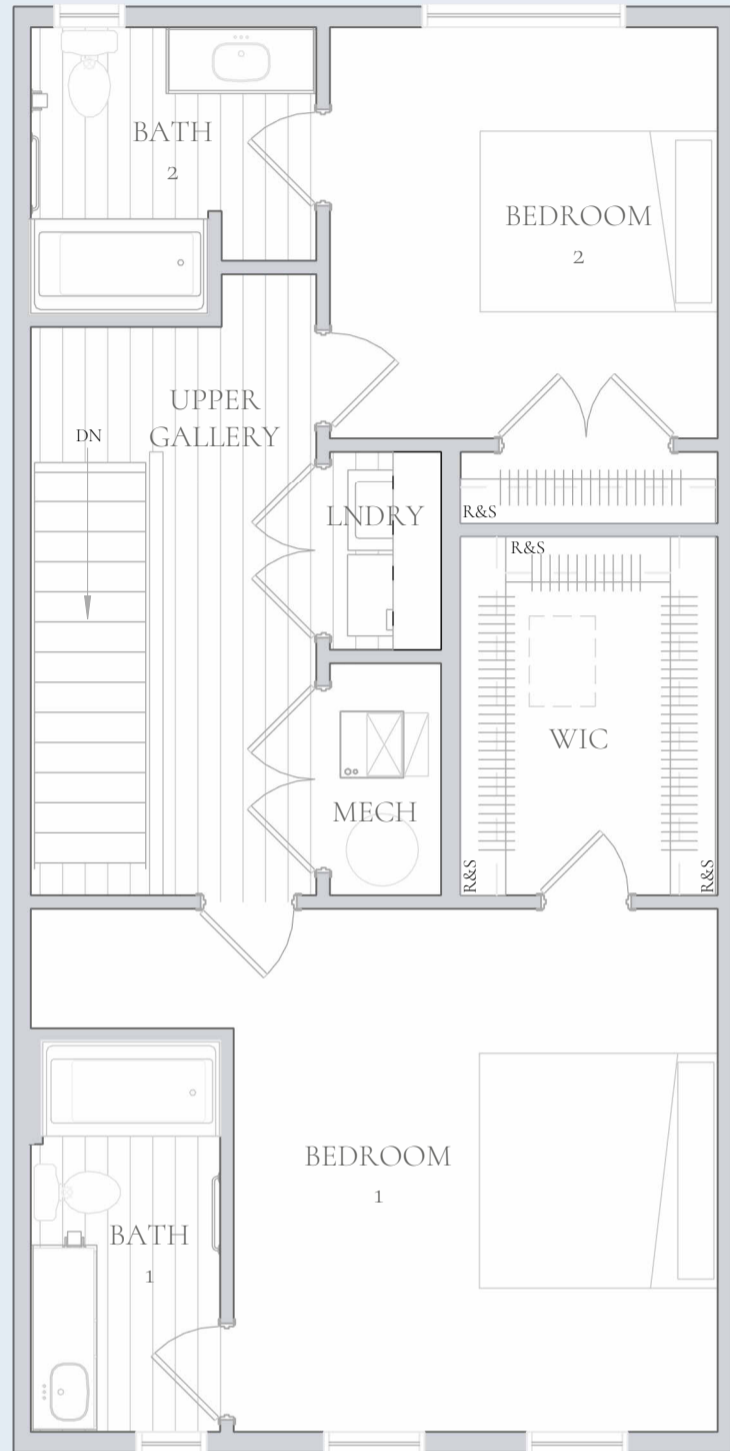 BATH
2
BEDROOM
2
UPPER
GALLERY
DN
LNDRY
R&S
R&S
WIC
MECH
R&S
R&S
BEDROOM
1
BATH
1